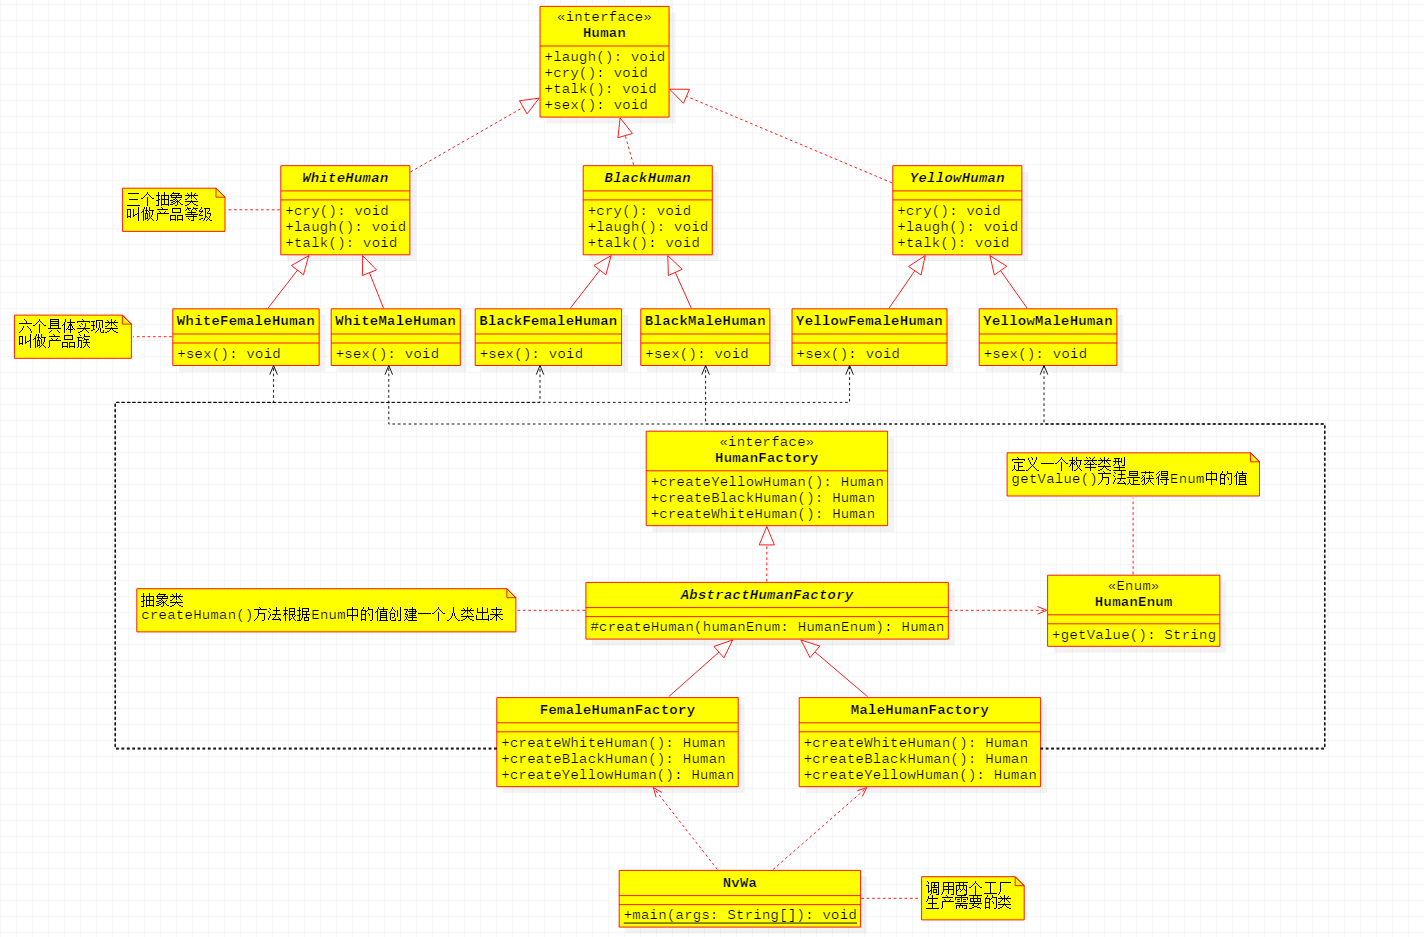 «interface»
Human
+laugh(): void
+cry(): void
+talk(): void
+sex(): void
WhiteHuman
+cry(): void
+laugh(): void
+talk(): void
BlackHuman
+cry(): void
+laugh(): void
+talk(): void
YellowHuman
+cry(): void
+laugh(): void
+talk(): void
三个抽象类
叫做产品等级
六个具体实现类
叫做产品族
WhiteFemaleHuman
+sex(): void
WhiteMaleHuman
+sex(): void
BlackFemaleHuman
+sex(): void
BlackMaleHuman
+sex(): void
YellowFemaleHuman
+sex(): void
YellowMaleHuman
+sex(): void
«interface»
HumanFactory
+createYellowHuman(): Human
+createBlackHuman(): Human
+createWhiteHuman(): Human
定义一个枚举类型
getValue()方法是获得Enum中的值
抽象类
createHuman()方法根据Enum中的值创建一个人类出来
AbstractHumanFactory
#createHuman(humanEnum: HumanEnum): Human
«Enum»
HumanEnum
+getValue(): String
FemaleHumanFactory
+createWhiteHuman(): Human
+createBlackHuman(): Human
+createYellowHuman(): Human
MaleHumanFactory
+createWhiteHuman(): Human
+createBlackHuman(): Human
+createYellowHuman(): Human
NvWa
+main(args: String[]): void
调用两个工厂
生产需要的类